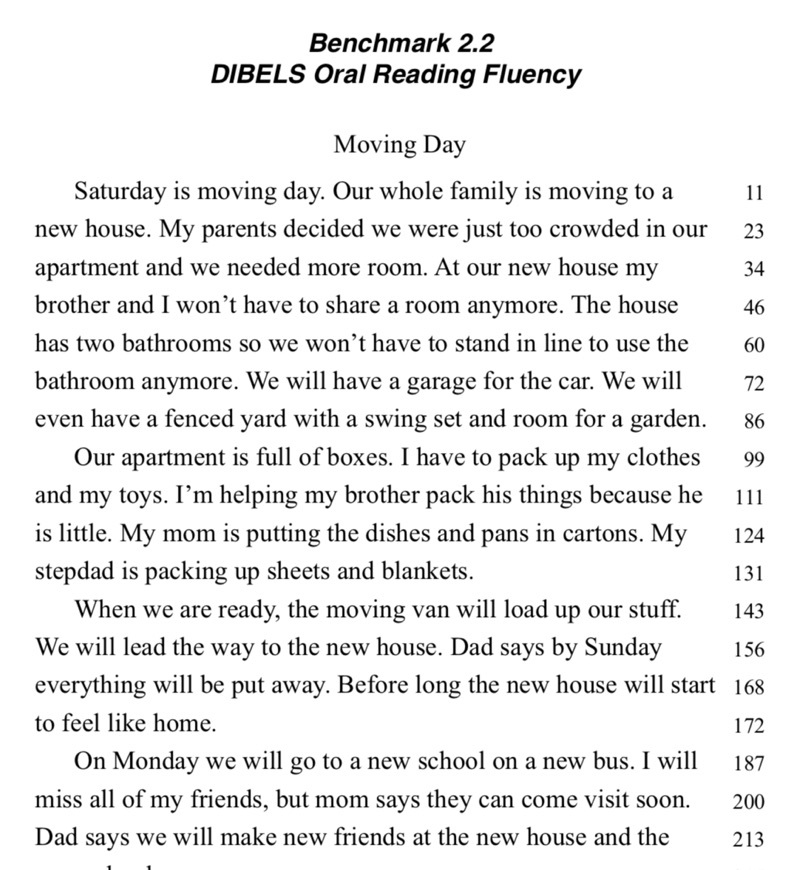 Benchmark 2.2
DIBELS Oral Reading Fluency
Moving Day
Saturday is moving day. Our whole family is moving to a 11
new house. My parents decided we were just too crowded in our 23
apartment and we needed more room. At our new house my 34
brother and I won’t have to share a room anymore. The house 46
has two bathrooms so we won’t have to stand in line to use the 60
bathroom anymore. We will have a garage for the car. We will 72
even have a fenced yard with a swing set and room for a garden. 86
Our apartment is full of boxes. I have to pack up my clothes 99
and my toys. I’m helping my brother pack his things because he 111
is little. My mom is putting the dishes and pans in cartons. My 124
stepdad is packing up sheets and blankets. 131
When we are ready, the moving van will load up our stuff. 143
We will lead the way to the new house. Dad says by Sunday 156
everything will be put away. Before long the new house will start 168
to feel like home. 172
On Monday we will go to a new school on a new bus. I will 187
miss all of my friends, but mom says they can come visit soon. 200
Dad says we will make new friends at the new house and the 213